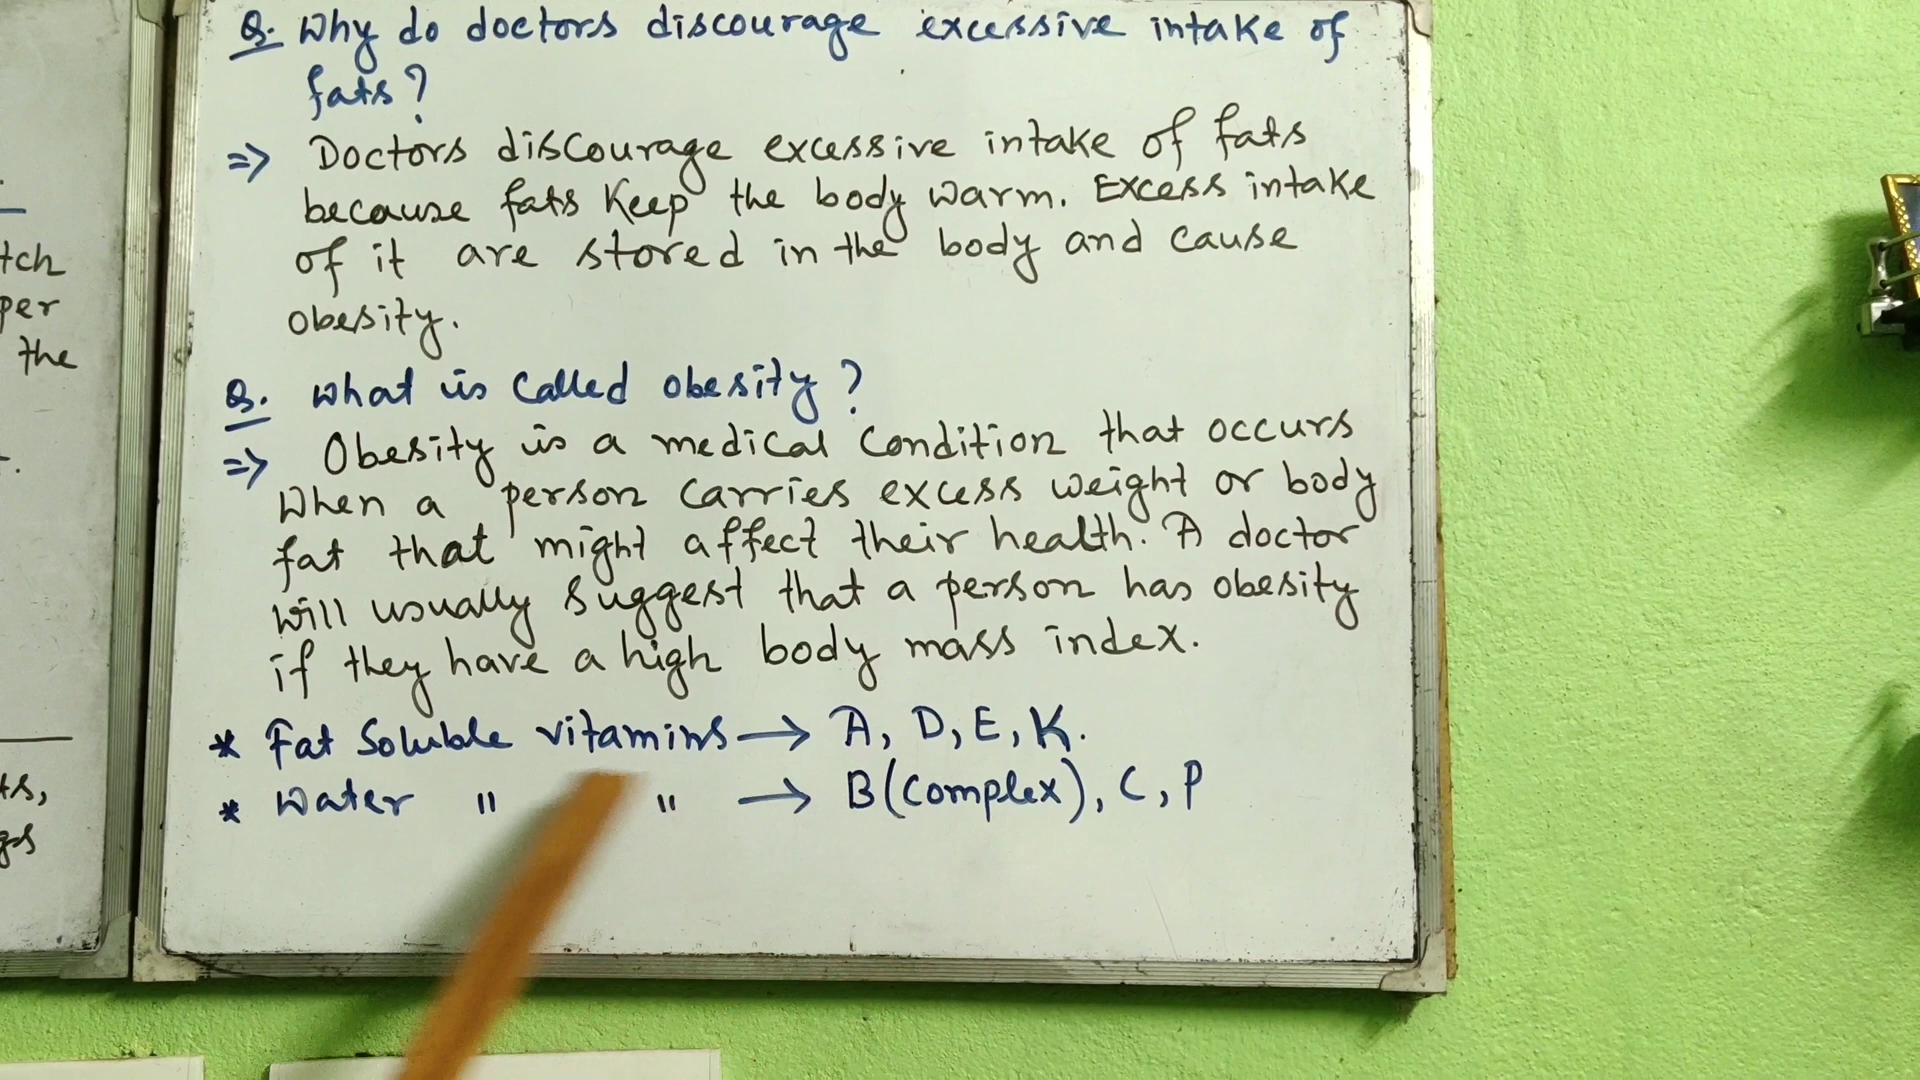 Q. Why do doctors discourage excessive intake of
fats?
=> Doctors discourage excessive intake of fats
because fats keep the body warm. Excess intake
of it are stored in the body and cause
obesity.
Q. What is called obesity?
=> Obesity is a medical condition that occurs
when a person carries excess weight or body
fat that might affect their health. A doctor
will usually suggest that a person has obesity
if they have a high body mass index.
* Fat soluble vitamins → A, D, E, K.
* Water " " → B(complex), C, P
tch
per
the